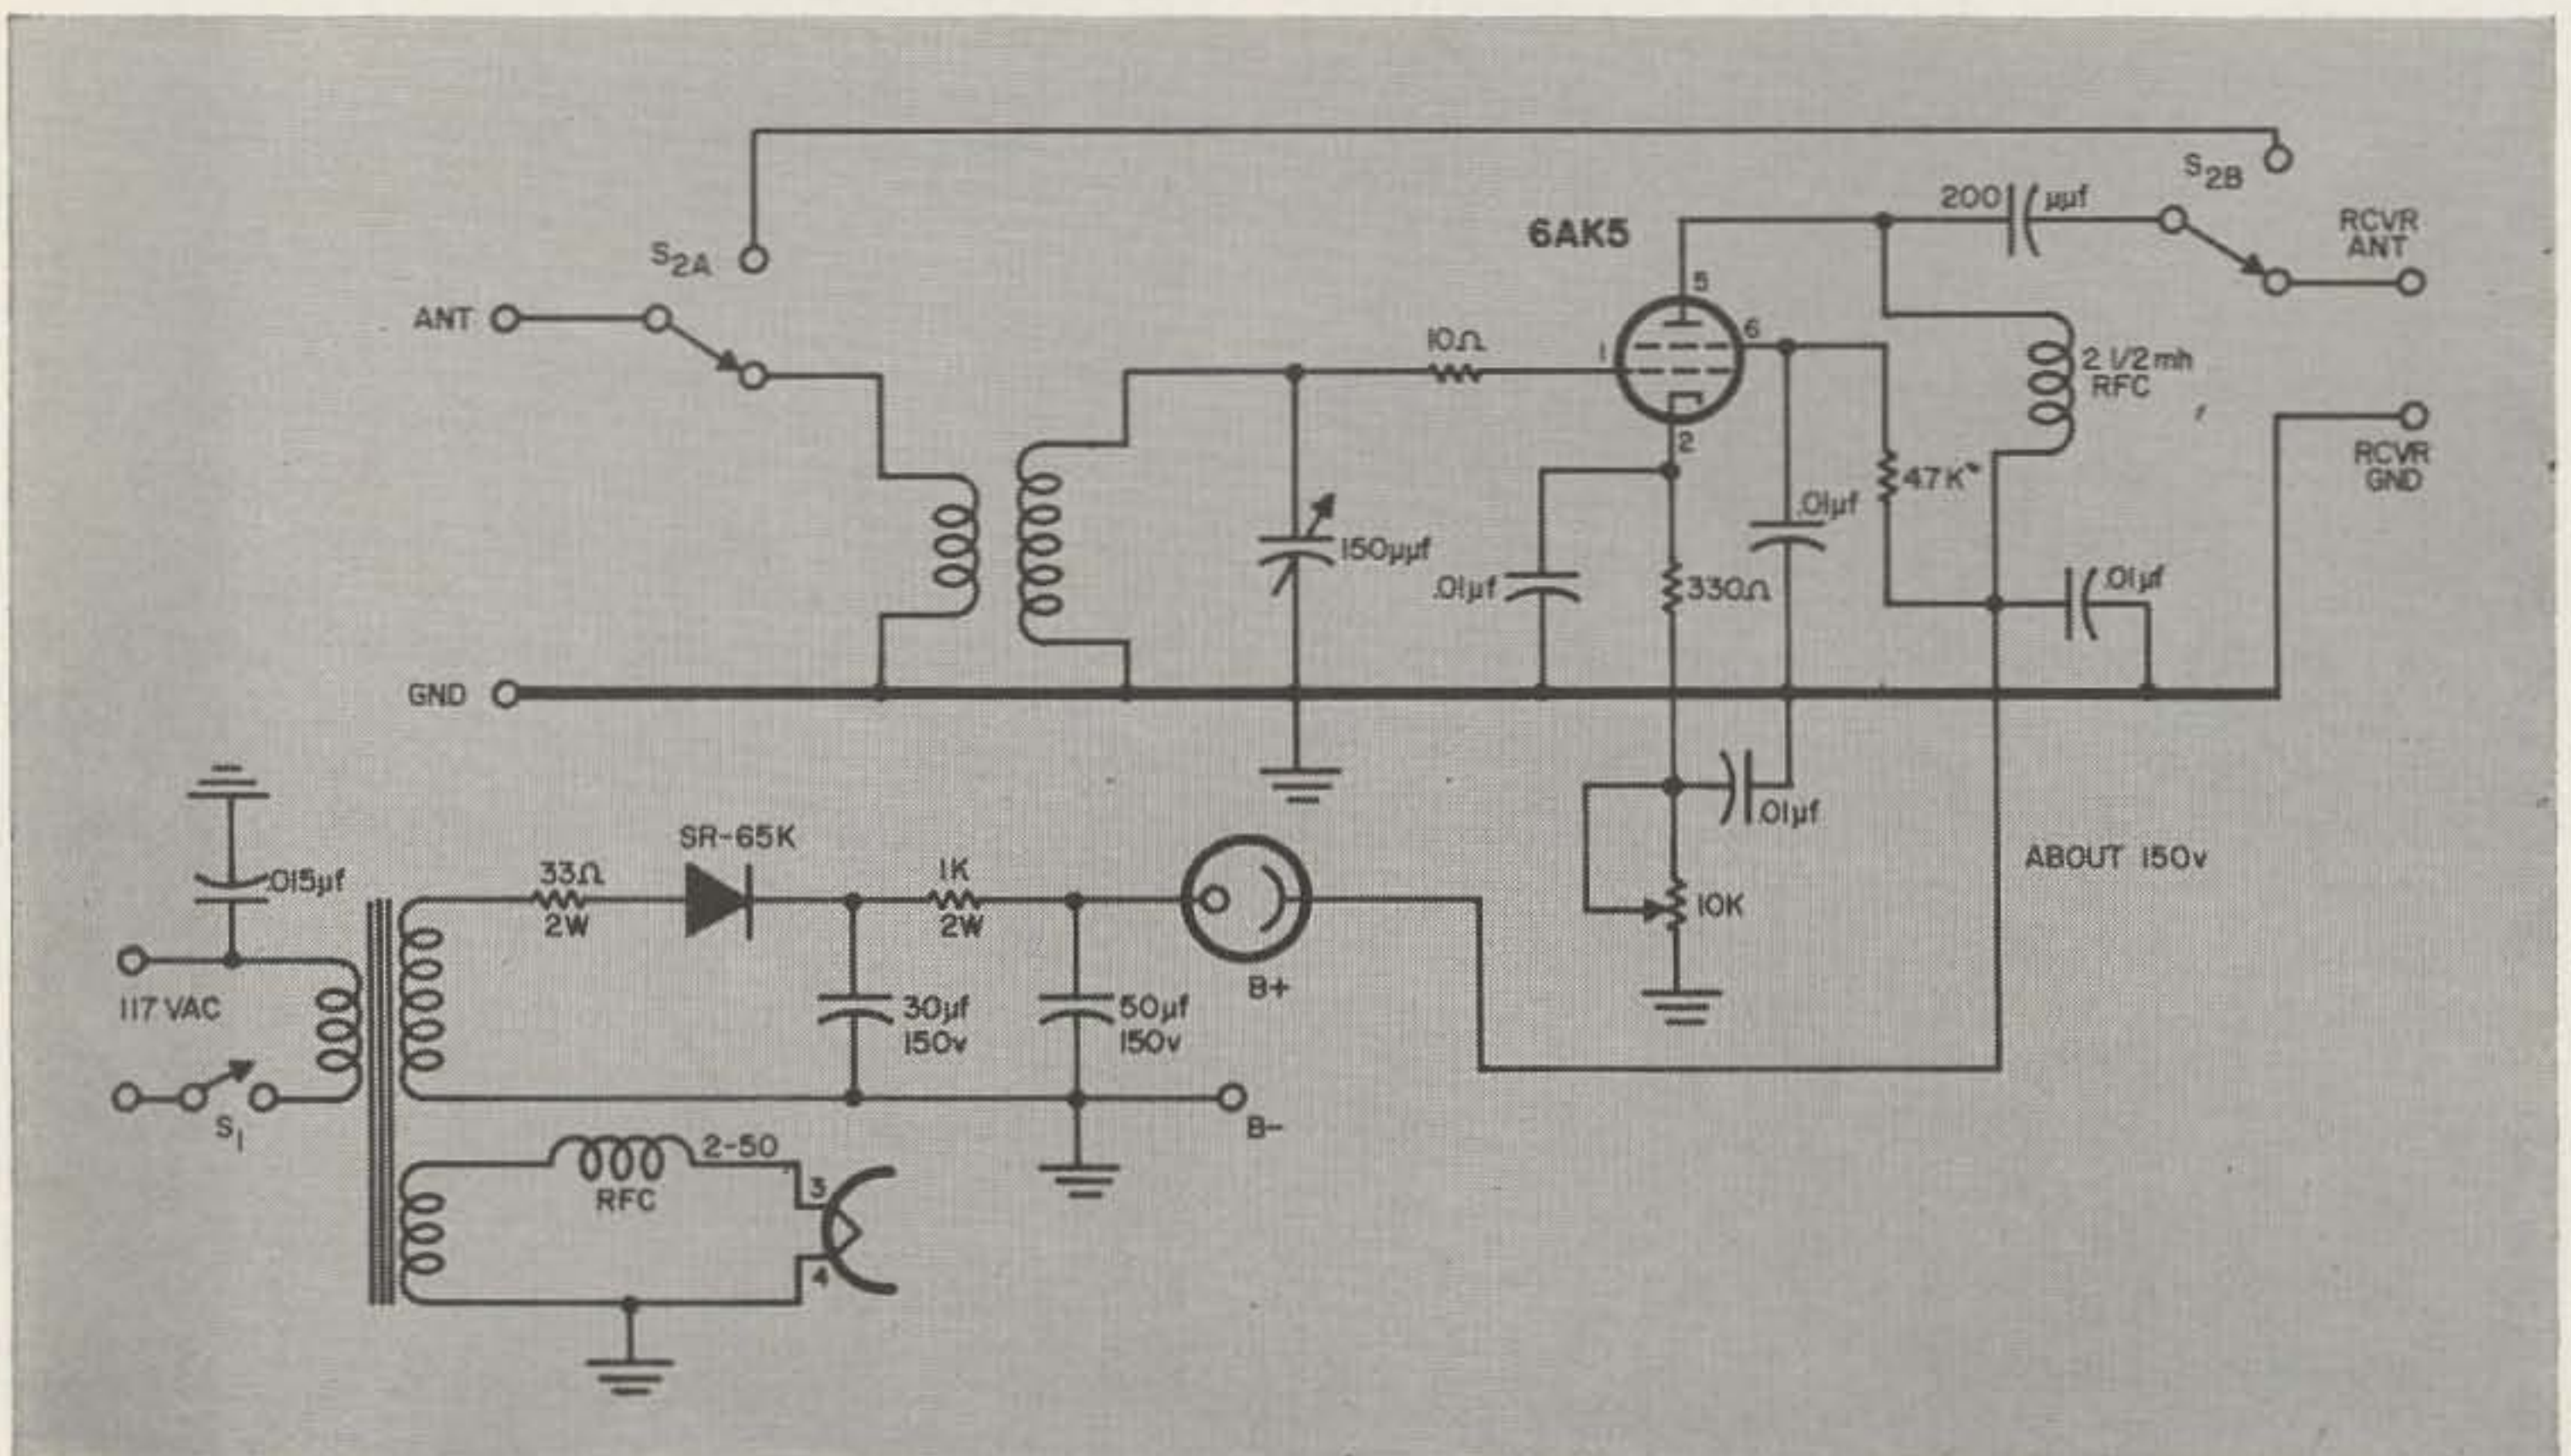 S2A
S2B
200 µµf
RCVR
ANT
6AK5
ANT
5
10Ω
1
6
2 1/2 mh
RFC
2
47K
RCVR
GND
.01µf
150µµf
.01µf
330Ω
.01µf
GND
.01µf
SR-65K
ABOUT 150v
.015µf
33Ω
2W
1K
2W
10K
117 VAC
B+
30µf
150v
50µf
150v
S1
B-
2-50
RFC
3
4